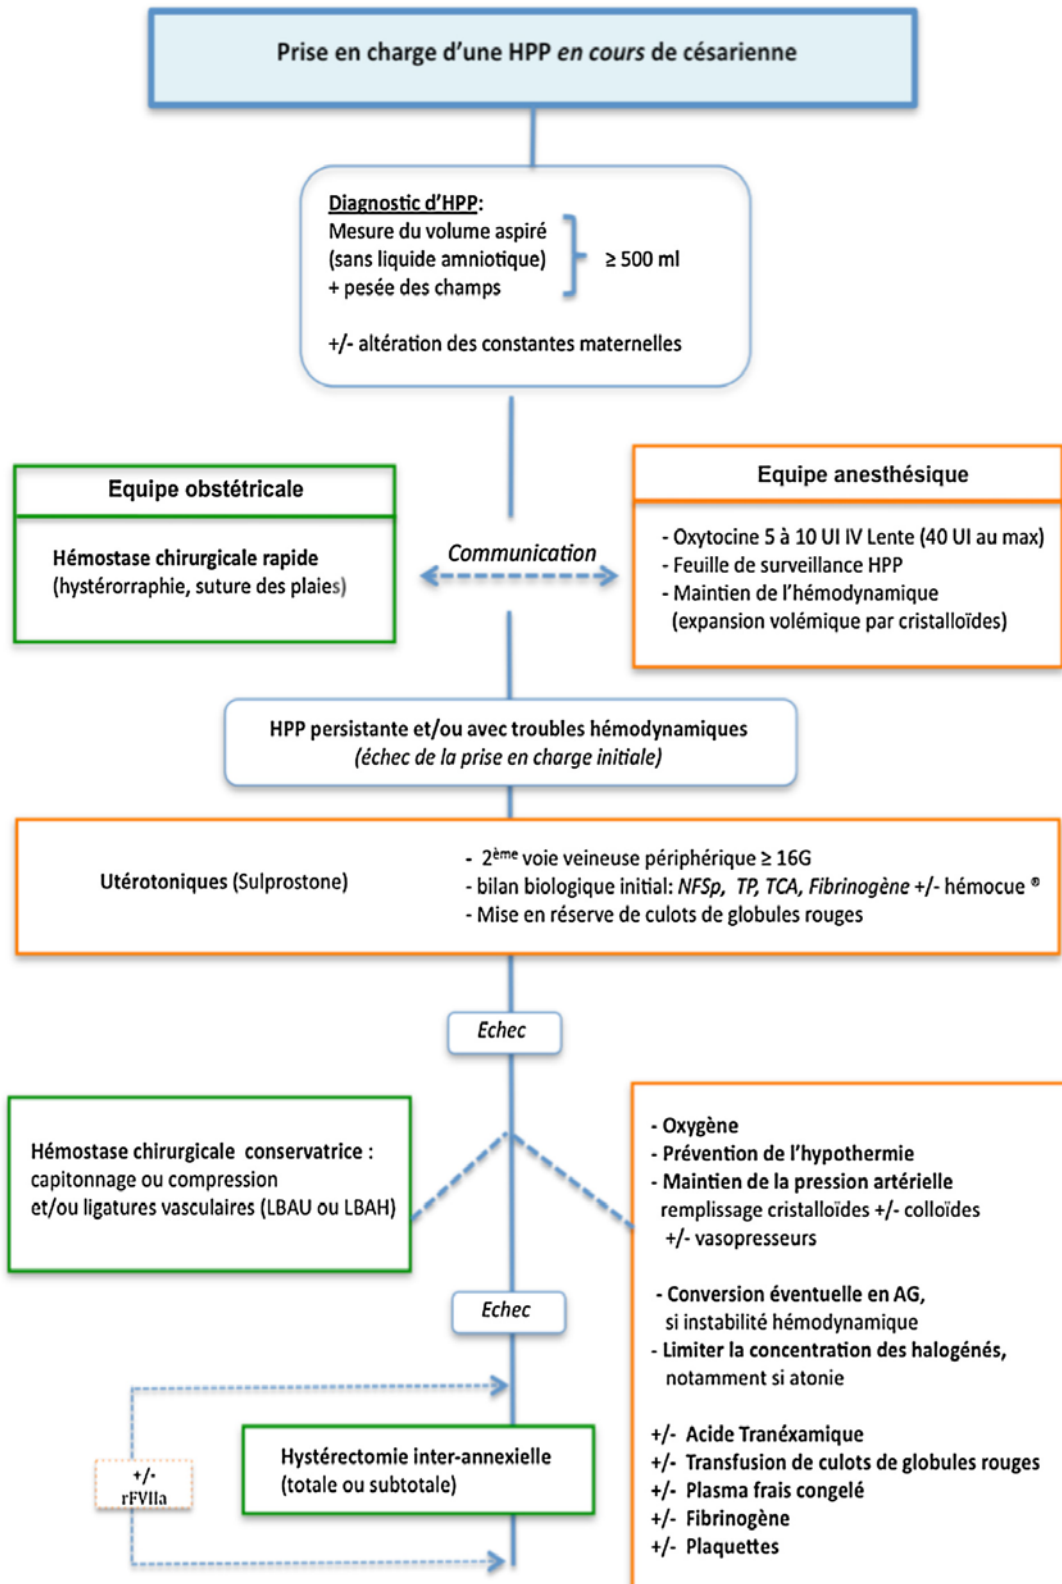 Prise en charge d'une HPP en cours de césarienne
Diagnostic d'HPP:
Mesure du volume aspiré
(sans liquide amniotique)
+ pesée des champs
≥ 500 ml
+/- altération des constantes maternelles
Equipe obstétricale
Hémostase chirurgicale rapide
(hystérorraphie, suture des plaies)
Communication
Equipe anesthésique
- Oxytocine 5 à 10 UI IV Lente (40 UI au max)
- Feuille de surveillance HPP
- Maintien de l'hémodynamique
(expansion volémique par cristalloïdes)
HPP persistante et/ou avec troubles hémodynamiques
(échec de la prise en charge initiale)
Utérotoniques (Sulprostone)
- 2ème voie veineuse périphérique ≥ 16G
- bilan biologique initial: NFSp, TP, TCA, Fibrinogène +/- hémocue ®
- Mise en réserve de culots de globules rouges
Echec
Hémostase chirurgicale conservatrice :
capitonnage ou compression
et/ou ligatures vasculaires (LBAU ou LBAH)
- Oxygène
- Prévention de l'hypothermie
- Maintien de la pression artérielle
remplissage cristalloïdes +/- colloïdes
+/- vasopresseurs
- Conversion éventuelle en AG,
si instabilité hémodynamique
- Limiter la concentration des halogénés,
notamment si atonie
+/- Acide Tranéxamique
+/- Transfusion de culots de globules rouges
+/- Plasma frais congelé
+/- Fibrinogène
+/- Plaquettes
Echec
Hystérectomie inter-annexielle
(totale ou subtotale)
+/-
rFVIIa